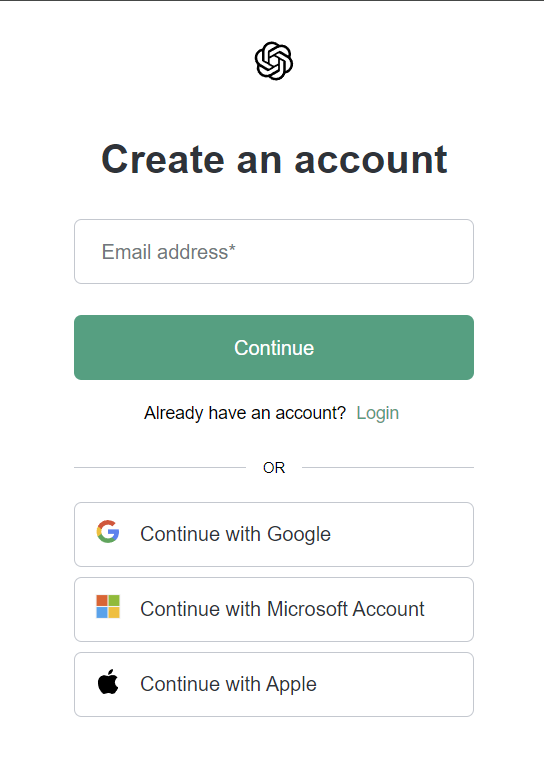 Create an account
Email address*
Continue
Already have an account? Login
OR
Continue with Google
Continue with Microsoft Account
Continue with Apple